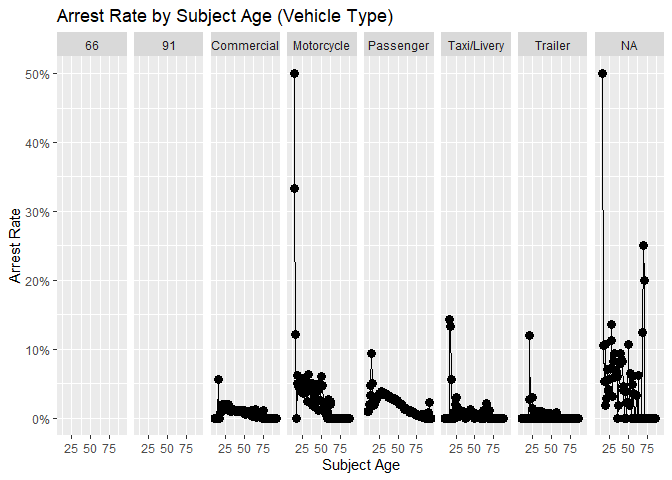 Arrest Rate by Subject Age (Vehicle Type)
66 91 Commercial Motorcycle Passenger Taxi/Livery Trailer NA
50%
40%
30%
20%
10%
0%
Arrest Rate
25 50 75 25 50 75 25 50 75 25 50 75 25 50 75 25 50 75 25 50 75 25 50 75
Subject Age